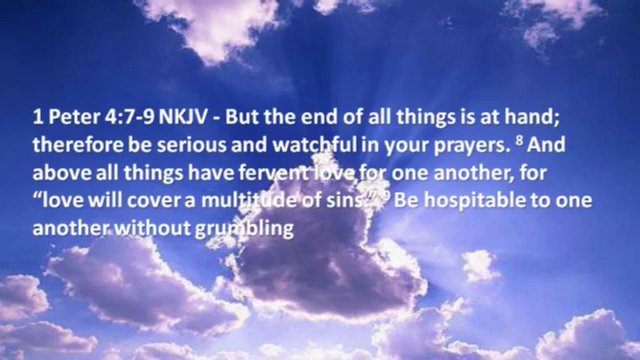 1 Peter 4:7-9 NKJV - But the end of all things is at hand;
therefore be serious and watchful in your prayers. 8 And
above all things have fervent love for one another, for
“love will cover a multitude of sins.” 9 Be hospitable to one
another without grumbling